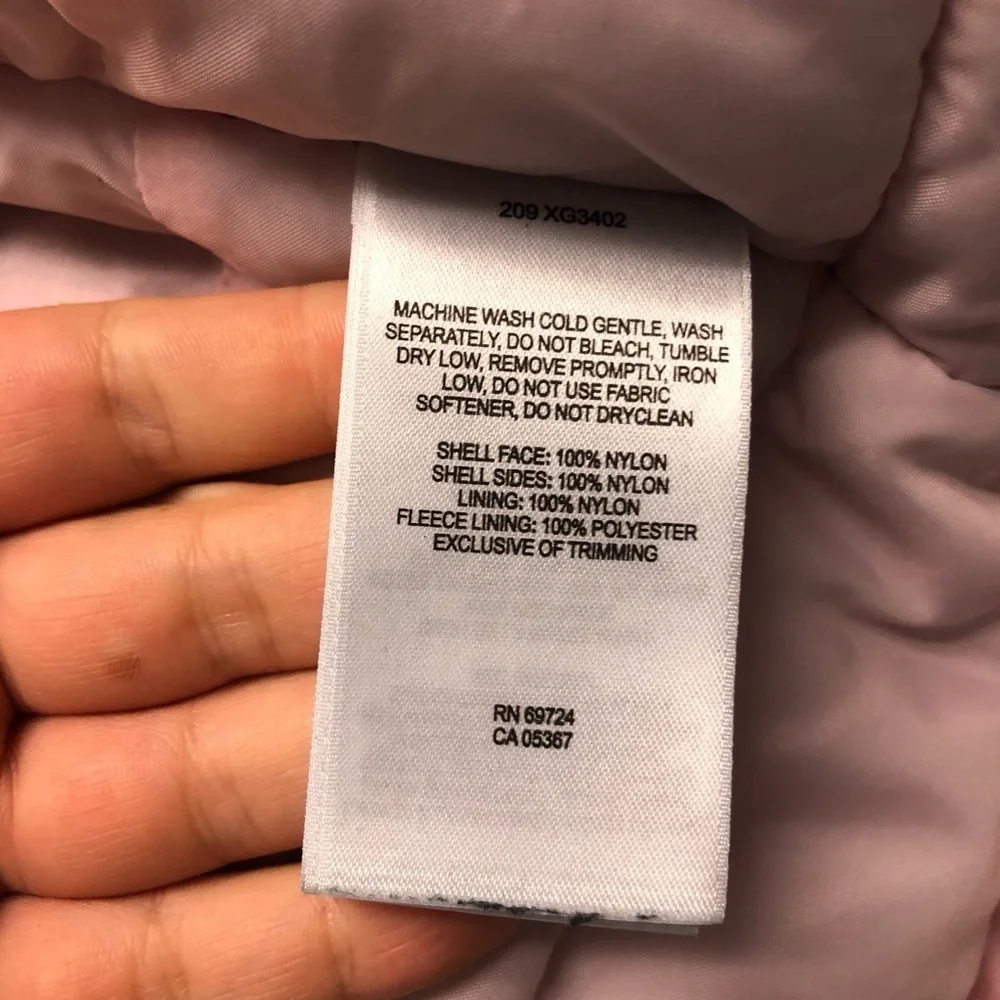 209 XG3402
MACHINE WASH COLD GENTLE, WASH
SEPARATELY, DO NOT BLEACH, TUMBLE
DRY LOW, REMOVE PROMPTLY, IRON
LOW, DO NOT USE FABRIC
SOFTENER, DO NOT DRYCLEAN
SHELL FACE: 100% NYLON
SHELL SIDES: 100% NYLON
LINING: 100% NYLON
FLEECE LINING: 100% POLYESTER
EXCLUSIVE OF TRIMMING
RN 69724
CA 05367